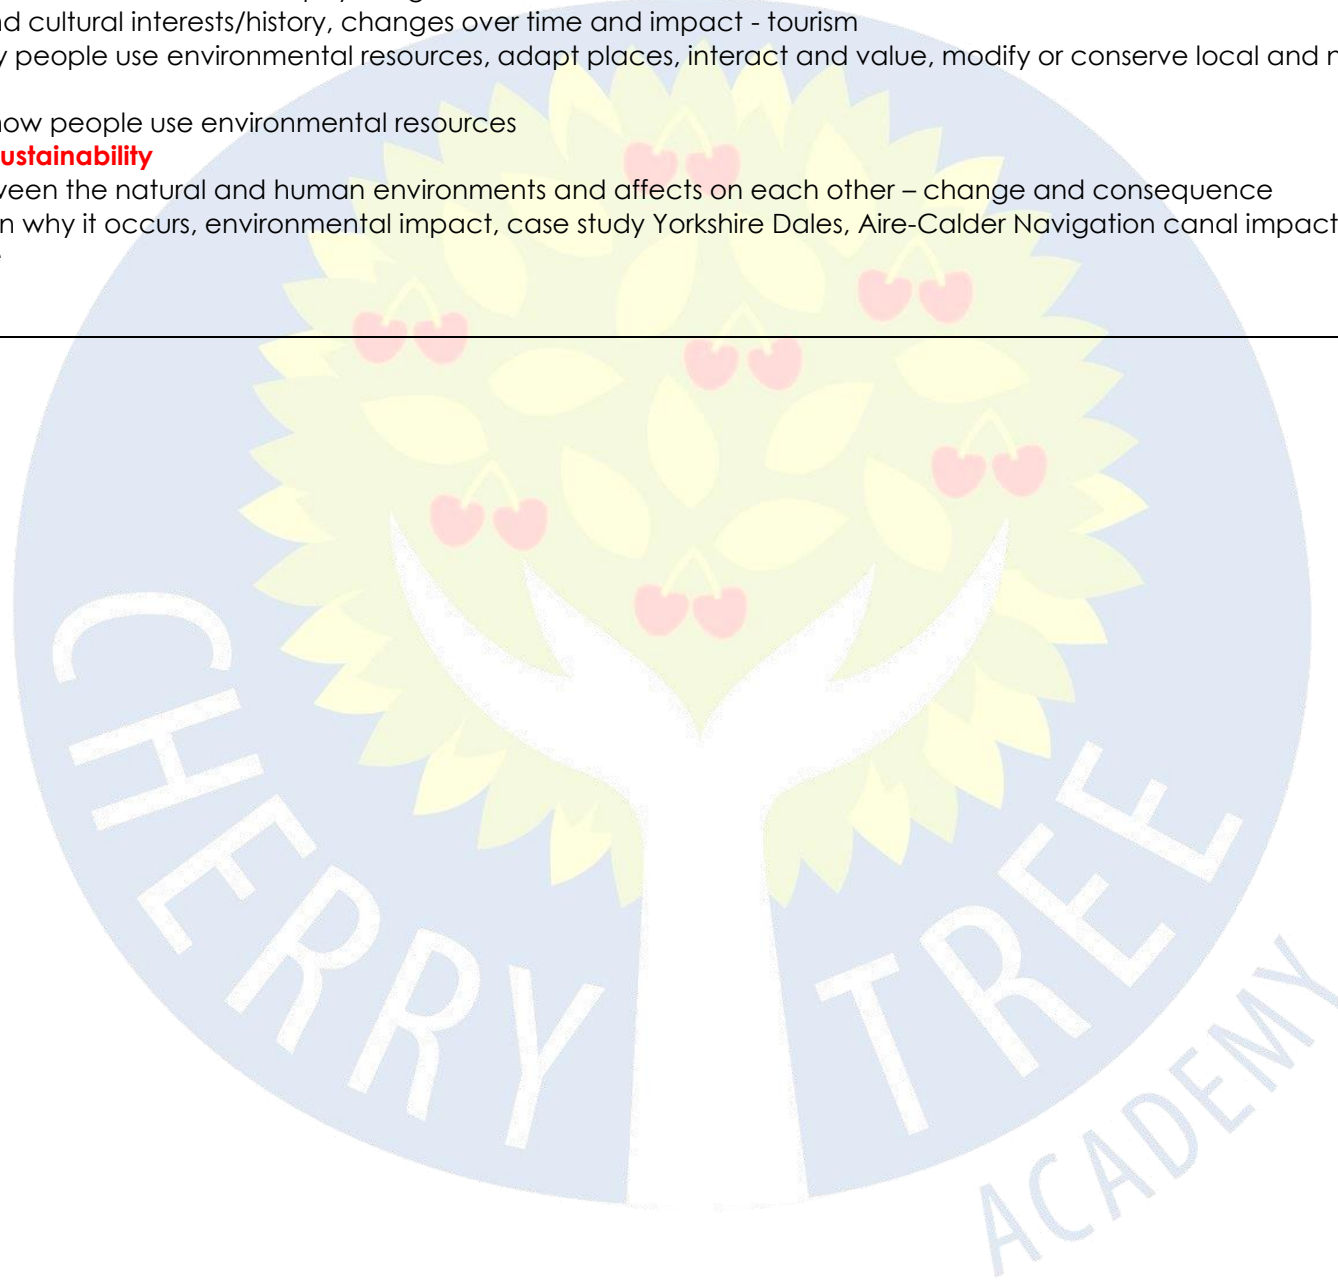 nd cultural interests/history, changes over time and impact - tourism
y people use environmental resources, adapt places, interact and value, modify or conserve local and n
how people use environmental resources
ustainability
ween the natural and human environments and affects on each other – change and consequence
n why it occurs, environmental impact, case study Yorkshire Dales, Aire-Calder Navigation canal impact
CHERRY TREE
ACADEMY